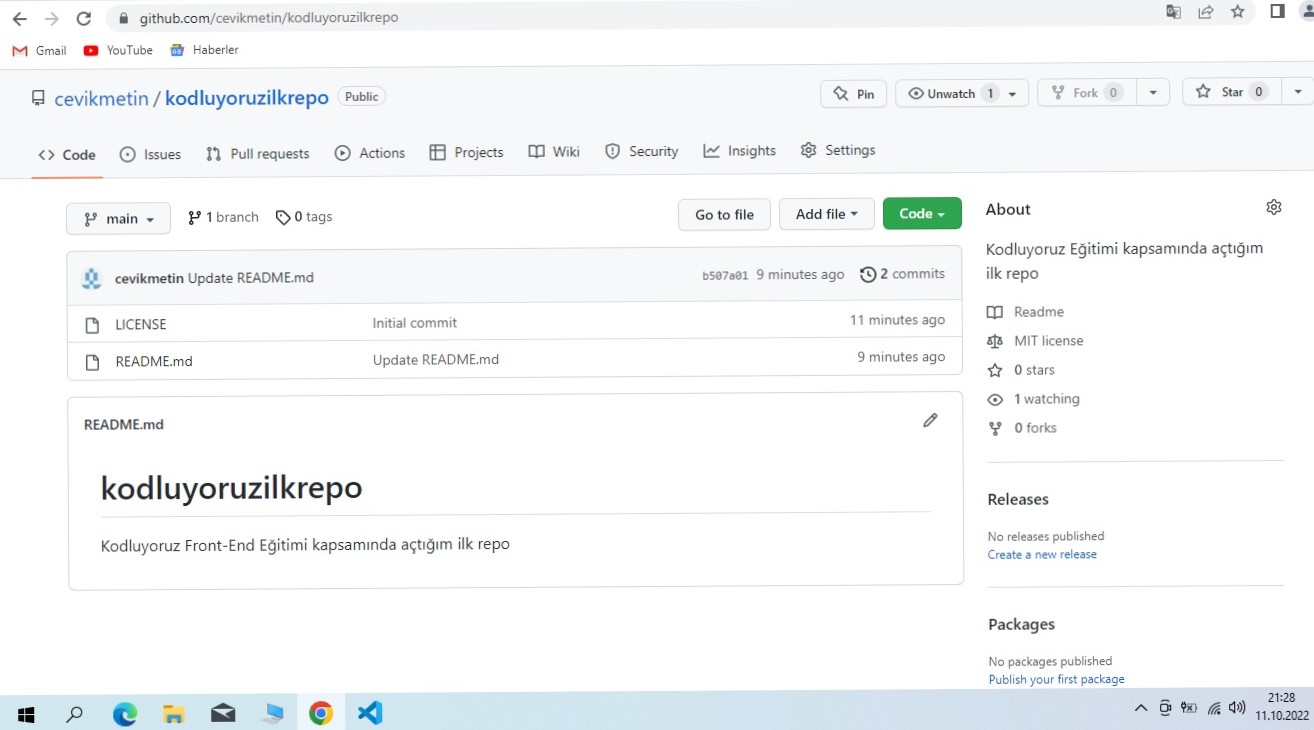 github.com/cevikmetin/kodluyoruzilkrepo
Gmail YouTube Haberler
cevikmetin / kodluyoruzilkrepo Public
Pin Unwatch 1 Fork 0 Star 0
Code Issues Pull requests Actions Projects Wiki Security Insights Settings
main 1 branch 0 tags Go to file Add file Code
cevikmetin Update README.md b507a01 9 minutes ago 2 commits
LICENSE Initial commit 11 minutes ago
README.md Update README.md 9 minutes ago
README.md
kodluyoruzilkrepo
Kodluyoruz Front-End Eğitimi kapsamında açtığım ilk repo
About
Kodluyoruz Eğitimi kapsamında açtığım
ilk repo
Readme
MIT license
0 stars
1 watching
0 forks
Releases
No releases published
Create a new release
Packages
No packages published
Publish your first package
21:28
11.10.2022